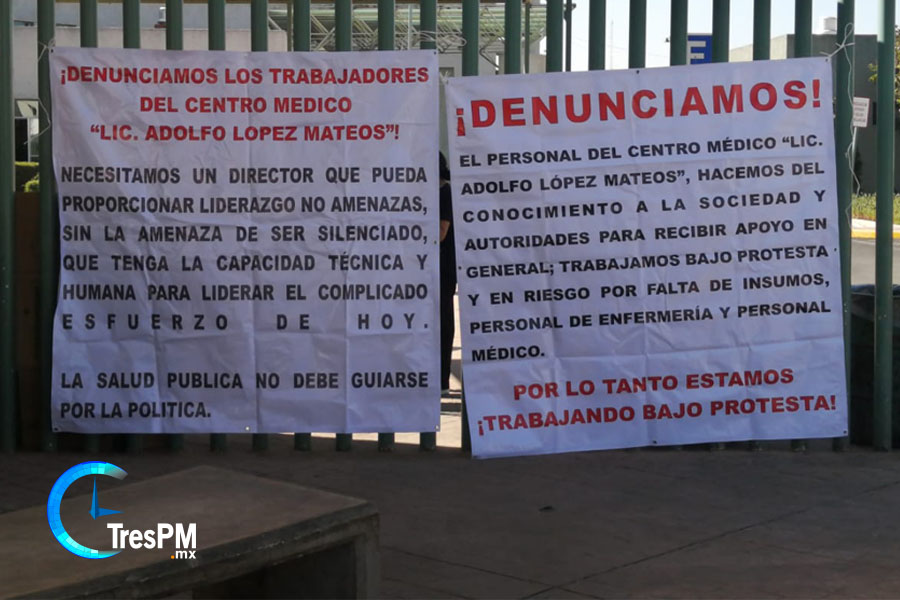 ¡DENUNCIAMOS LOS TRABAJADORES
DEL CENTRO MEDICO
“LIC. ADOLFO LOPEZ MATEOS”!
NECESITAMOS UN DIRECTOR QUE PUEDA
PROPORCIONAR LIDERAZGO NO AMENAZAS,
SIN LA AMENAZA DE SER SILENCIADO,
QUE TENGA LA CAPACIDAD TÉCNICA Y
HUMANA PARA LIDERAR EL COMPLICADO
ESFUERZO DE HOY.
LA SALUD PUBLICA NO DEBE GUIARSE
POR LA POLITICA.
¡DENUNCIAMOS!
EL PERSONAL DEL CENTRO MÉDICO “LIC.
ADOLFO LÓPEZ MATEOS”, HACEMOS DEL
CONOCIMIENTO A LA SOCIEDAD Y
AUTORIDADES PARA RECIBIR APOYO EN
GENERAL; TRABAJAMOS BAJO PROTESTA
Y EN RIESGO POR FALTA DE INSUMOS,
PERSONAL DE ENFERMERÍA Y PERSONAL
MÉDICO.
POR LO TANTO ESTAMOS
¡TRABAJANDO BAJO PROTESTA!
E
TresPM
.mx